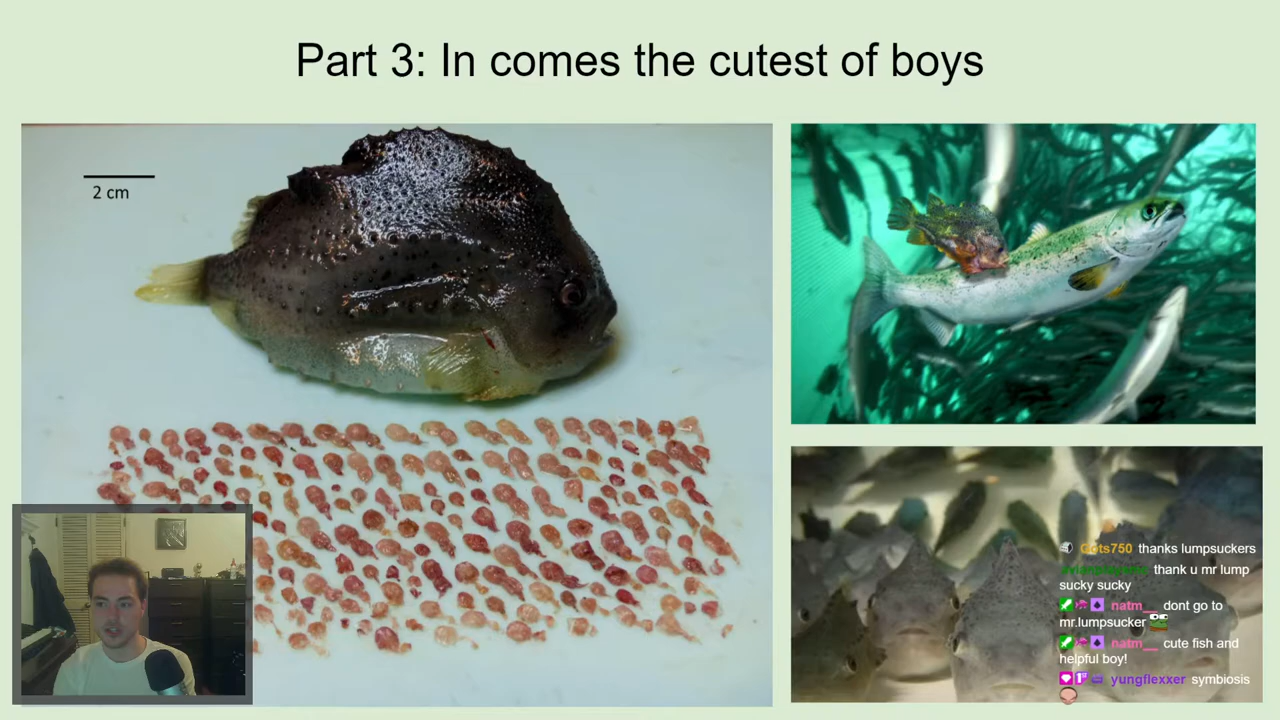 Part 3: In comes the cutest of boys
2 cm
Gots750 thanks lumpsuckers
thank u mr lump
sucky sucky
natm__ dont go to
mr.lumpsucker
natm__ cute fish and
helpful boy!
yungflexxer symbiosis